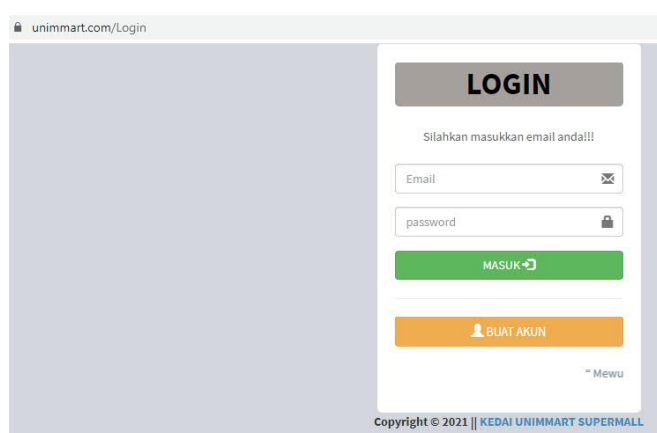 unimmart.com/Login
LOGIN
Silahkan masukkan email anda!!!
Email
password
MASUK
BUAT AKUN
" Mewu
Copyright © 2021 || KEDAI UNIMMART SUPERMALL